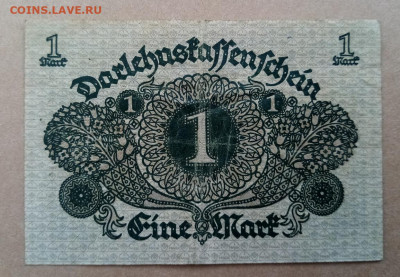 COINS.LAVE.RU
1 1
Mark Mark
Darlehnskassenschein
1 1
1
Eine Mark